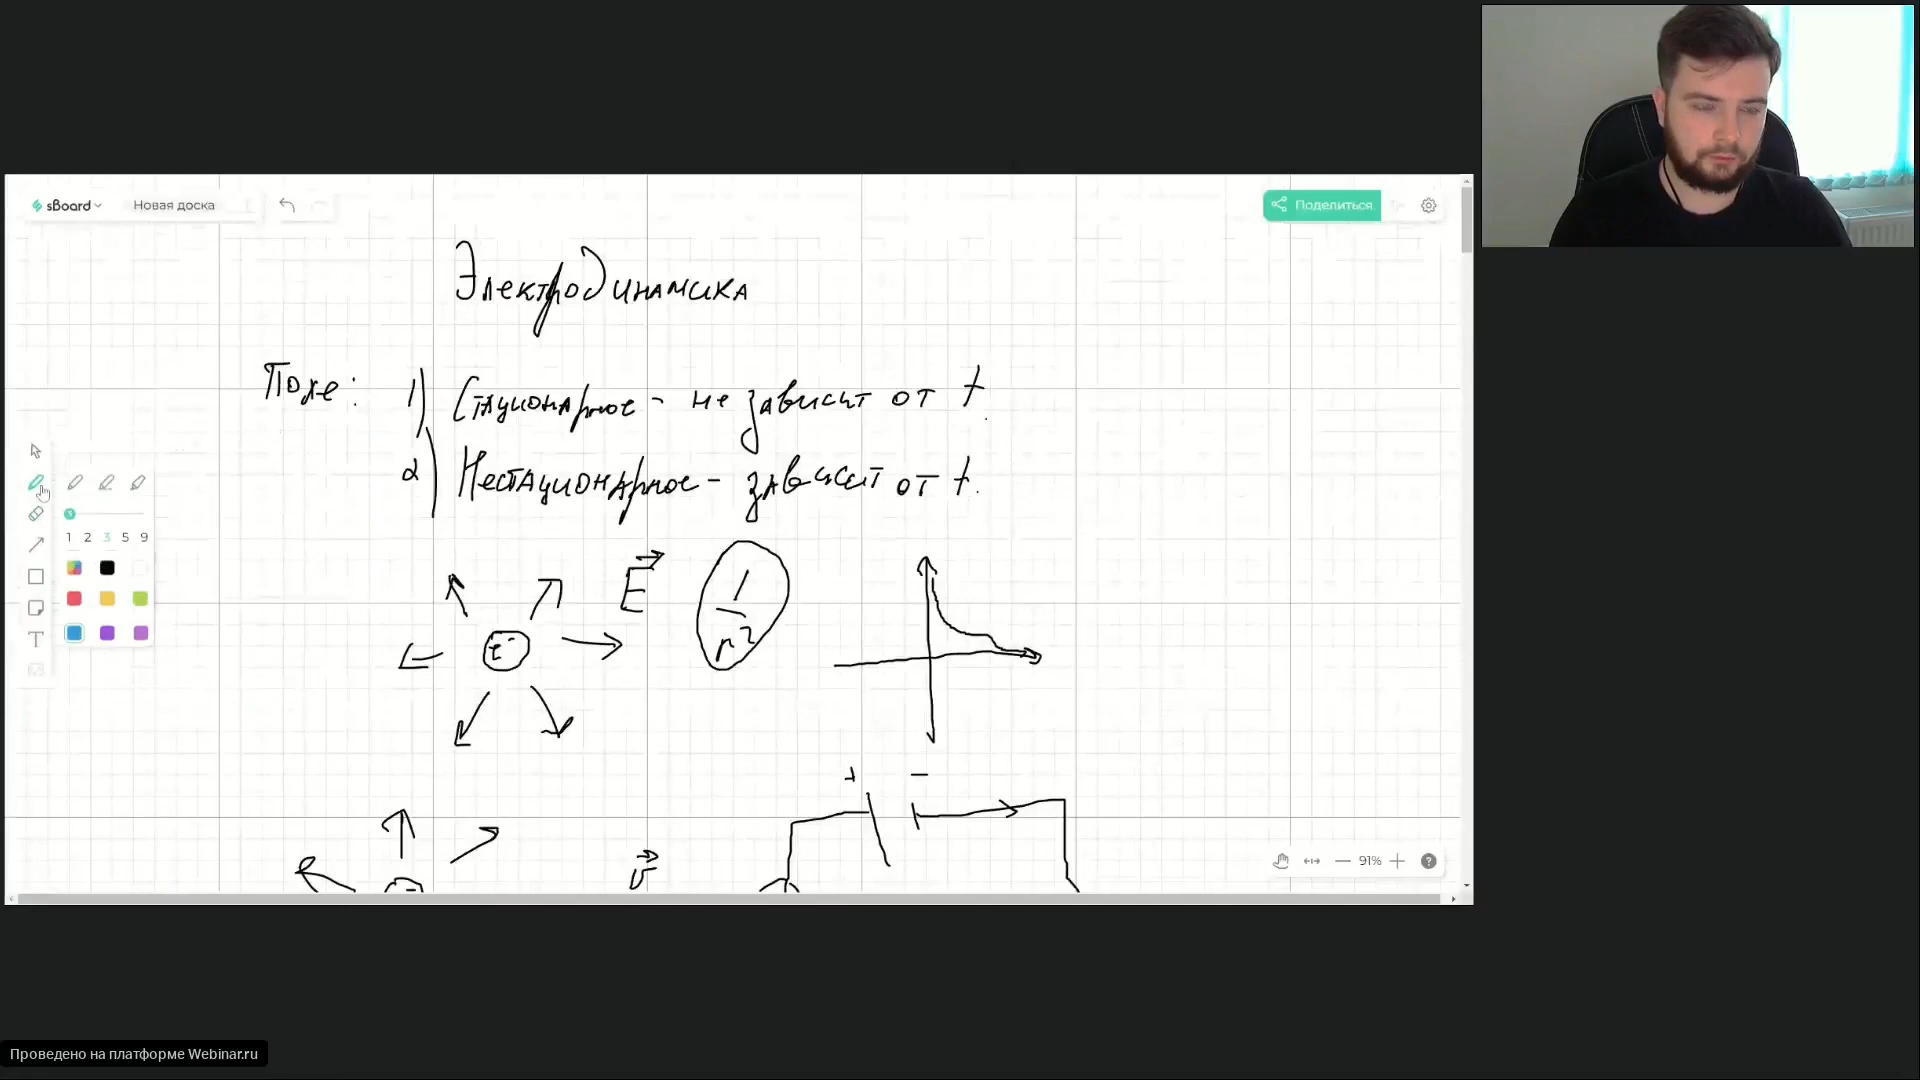 sBoard Новая доска Поделиться
Электродинамика
Поле: 1) Стационарное - не зависит от t.
2) Нестационарное - зависит от t.
1 2 3 5 9
E
1
r²
e⁻
T
+ −
v
91%
Проведено на платформе Webinar.ru